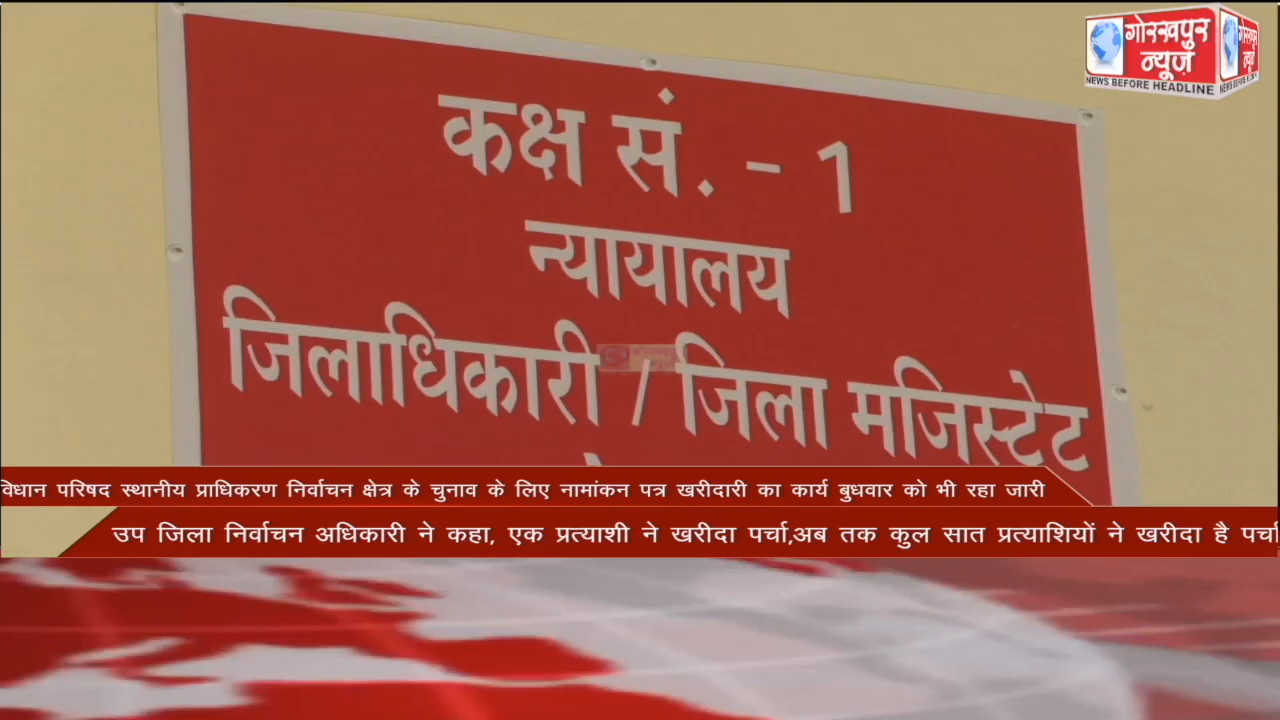 गोरखपुर
न्यूज़
NEWS BEFORE HEADLINE
कक्ष सं. - 1
न्यायालय
जिलाधिकारी / जिला मजिस्ट्रेट
विधान परिषद स्थानीय प्राधिकरण निर्वाचन क्षेत्र के चुनाव के लिए नामांकन पत्र खरीदारी का कार्य बुधवार को भी रहा जारी
उप जिला निर्वाचन अधिकारी ने कहा, एक प्रत्याशी ने खरीदा पर्चा,अब तक कुल सात प्रत्याशियों ने खरीदा है पर्चा